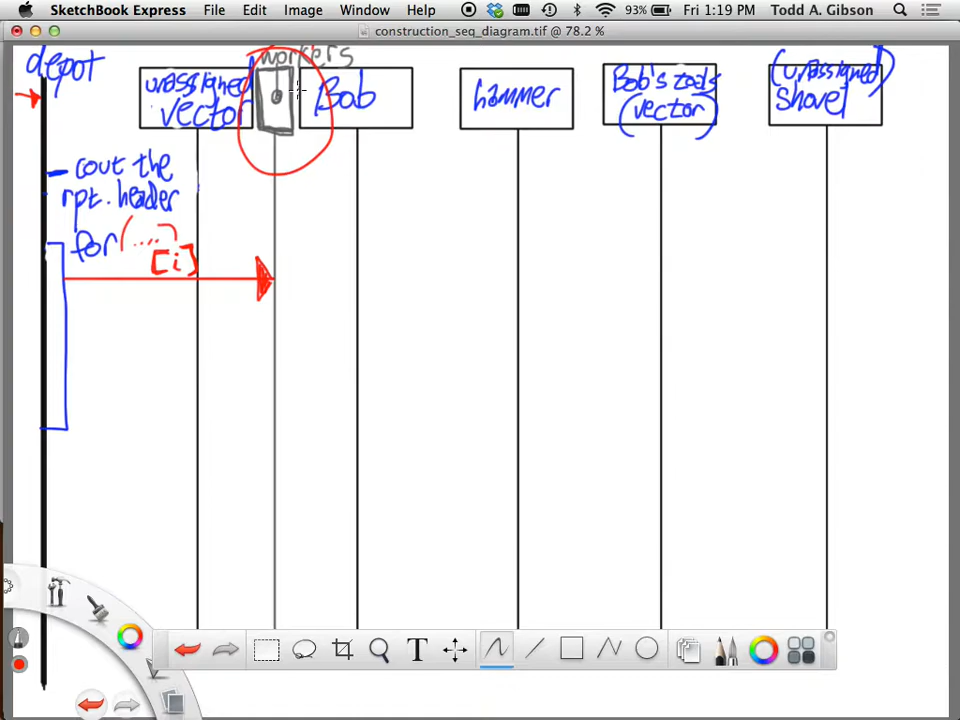 SketchBook Express File Edit Image Window Help 93% Fri 1:19 PM Todd A. Gibson
construction_seq_diagram.tif @ 78.2 %
depot
workers
unassigned
vector
Bob
hammer
Bob's tools
(vector)
(unassigned)
shovel
- cout the
rpt. header
for (....)
[i]
T